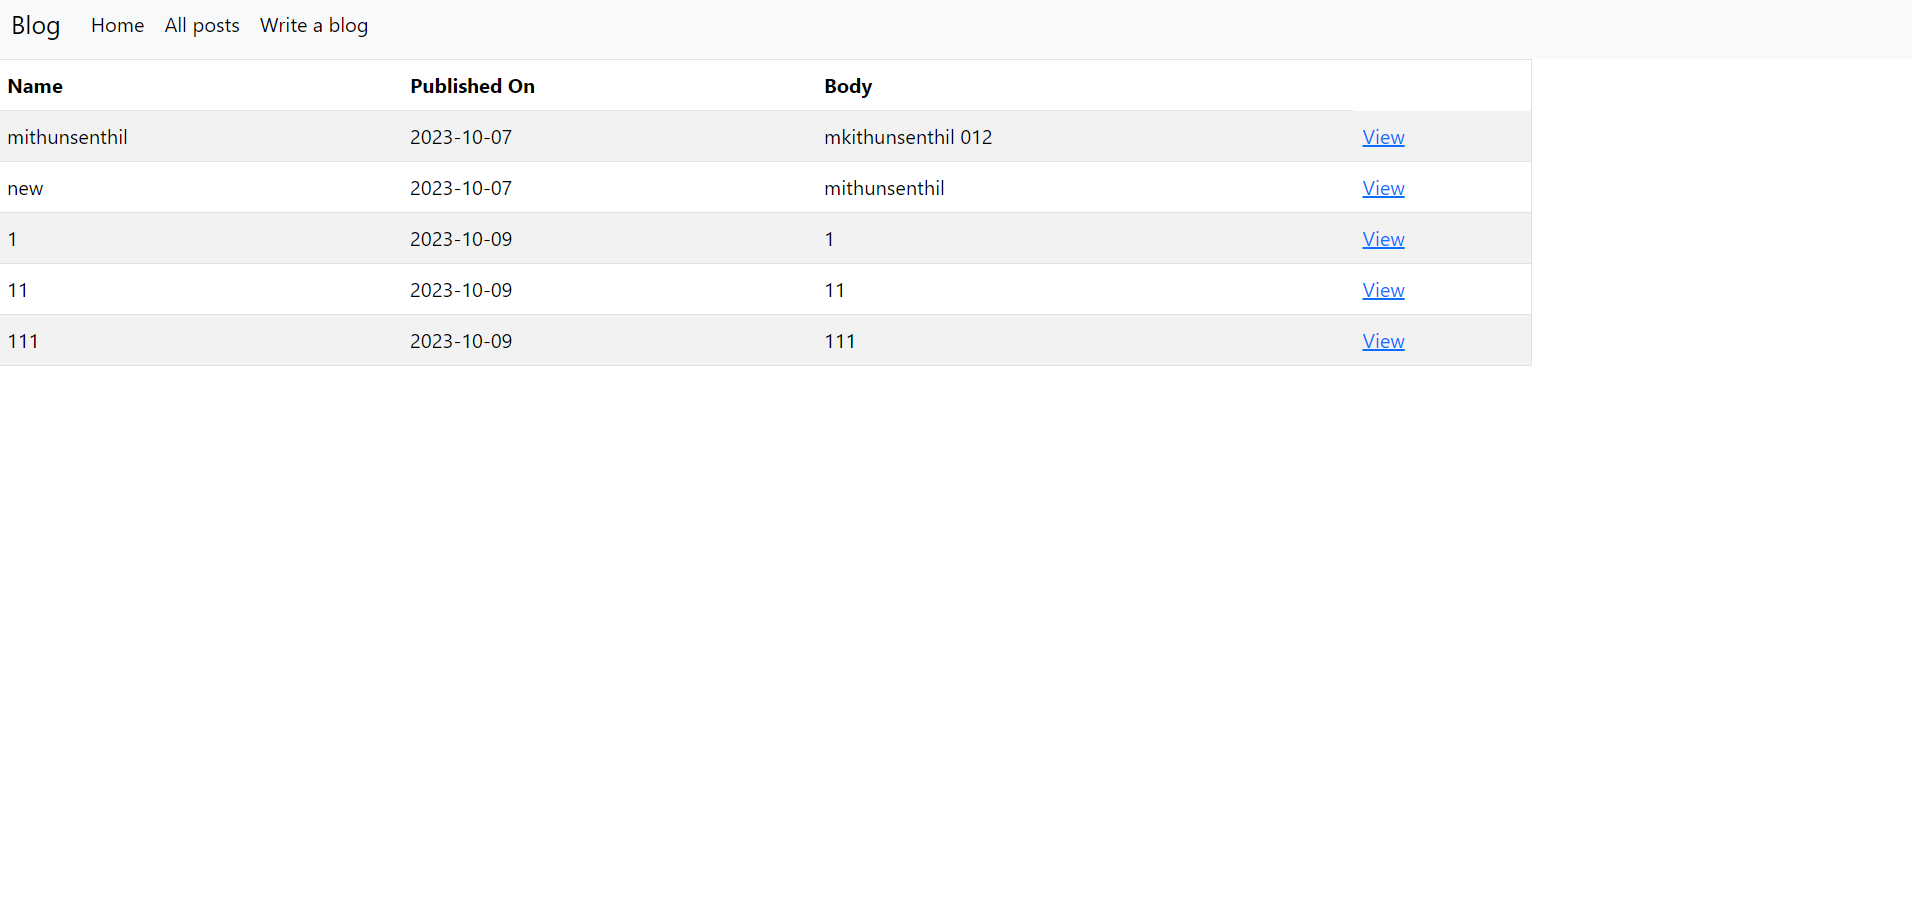 Blog Home All posts Write a blog
Name Published On Body
mithunsenthil 2023-10-07 mkithunsenthil 012 View
new 2023-10-07 mithunsenthil View
1 2023-10-09 1 View
11 2023-10-09 11 View
111 2023-10-09 111 View